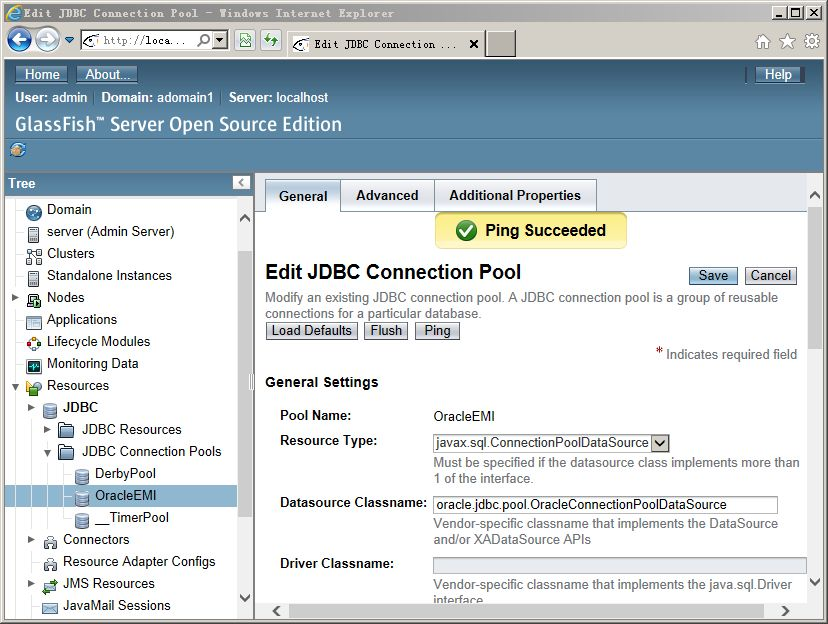 Edit JDBC Connection Pool - Windows Internet Explorer
http://loca...
Edit JDBC Connection ...
Home
About...
Help
User: admin
Domain: adomain1
Server: localhost
GlassFish™ Server Open Source Edition
Tree
Domain
server (Admin Server)
Clusters
Standalone Instances
Nodes
Applications
Lifecycle Modules
Monitoring Data
Resources
JDBC
JDBC Resources
JDBC Connection Pools
DerbyPool
OracleEMI
__TimerPool
Connectors
Resource Adapter Configs
JMS Resources
JavaMail Sessions
General
Advanced
Additional Properties
Ping Succeeded
Edit JDBC Connection Pool
Save
Cancel
Modify an existing JDBC connection pool. A JDBC connection pool is a group of reusable
connections for a particular database.
Load Defaults
Flush
Ping
* Indicates required field
General Settings
Pool Name:
OracleEMI
Resource Type:
javax.sql.ConnectionPoolDataSource
Must be specified if the datasource class implements more than
1 of the interface.
Datasource Classname:
oracle.jdbc.pool.OracleConnectionPoolDataSource
Vendor-specific classname that implements the DataSource
and/or XADataSource APIs
Driver Classname:
Vendor-specific classname that implements the java.sql.Driver
interface.